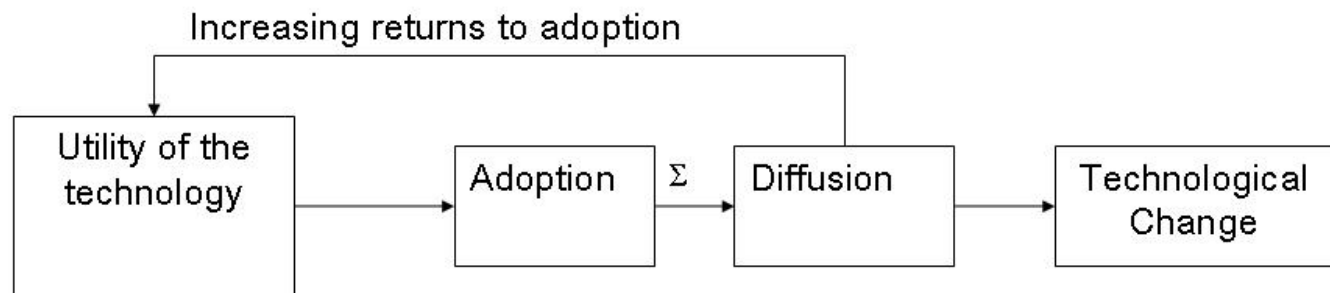 Increasing returns to adoption
Utility of the
technology
Adoption
Σ
Diffusion
Technological
Change